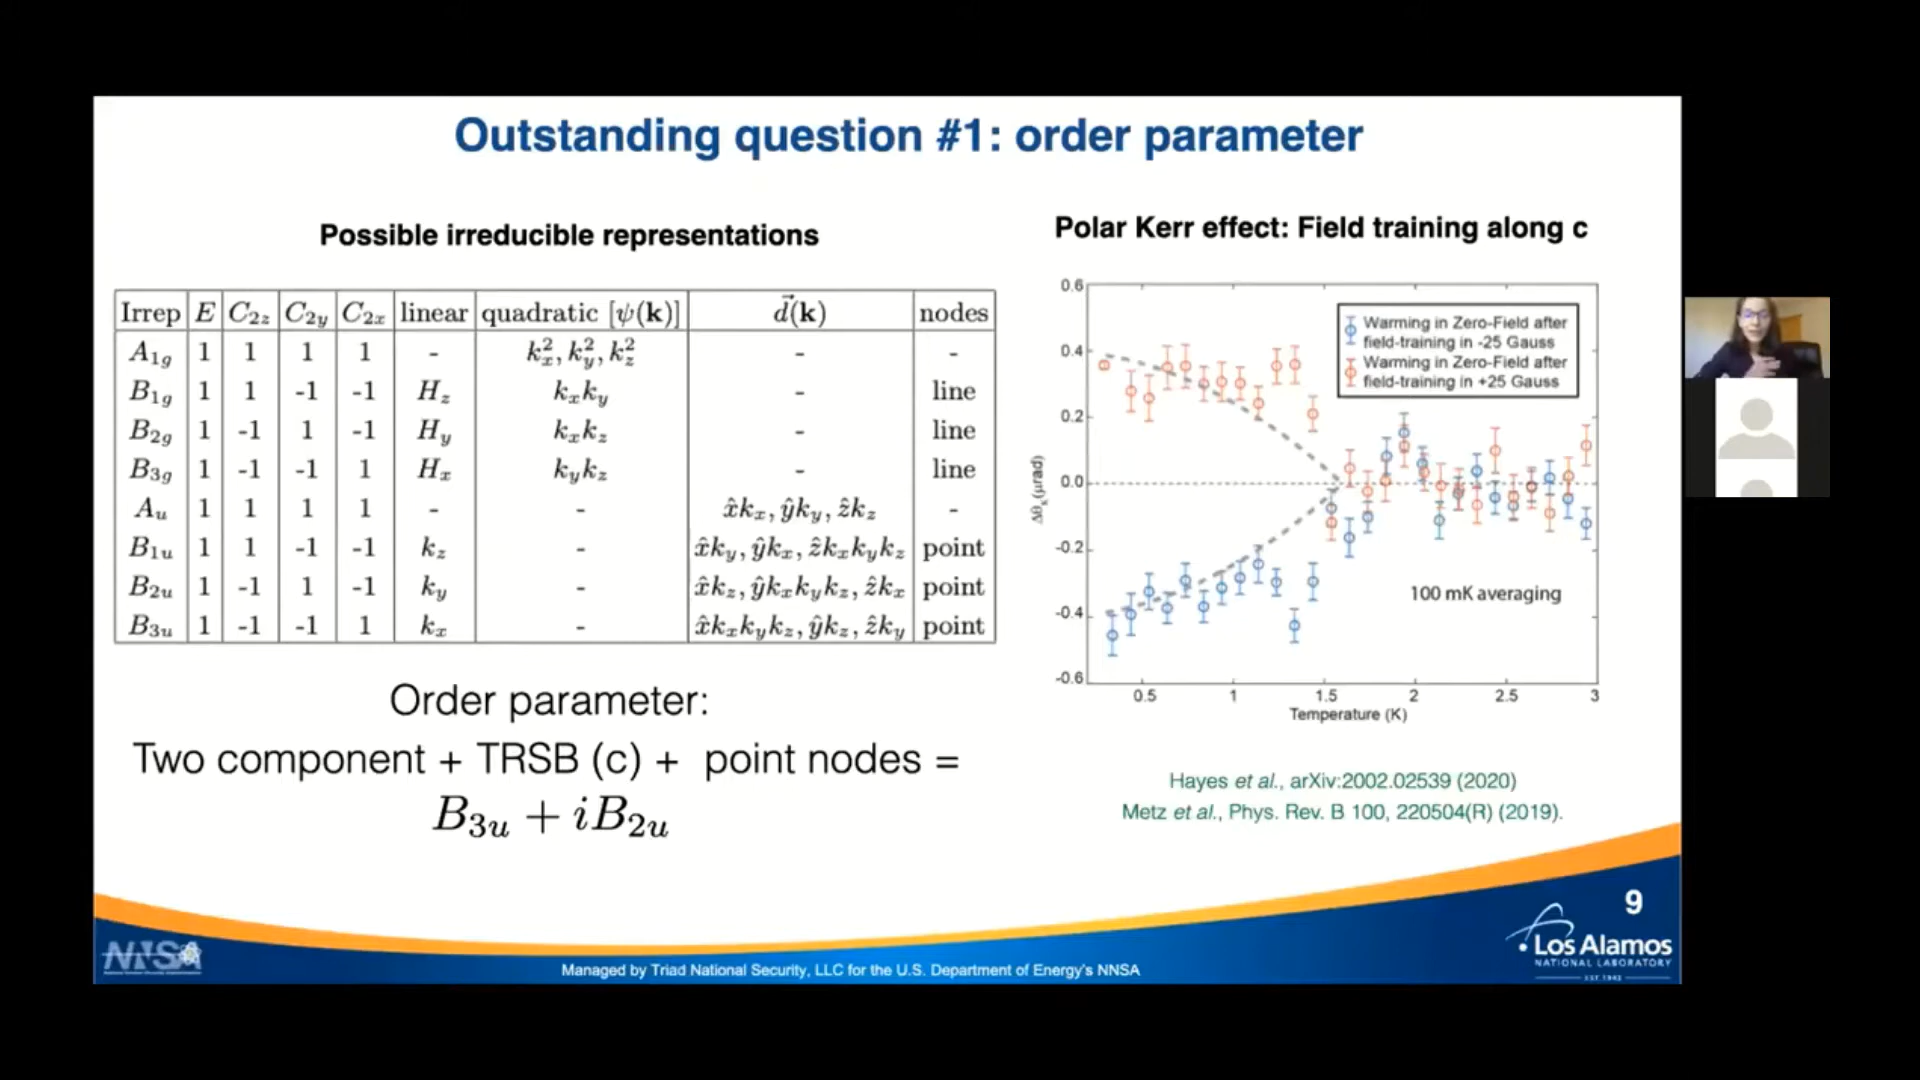 Outstanding question #1: order parameter
Possible irreducible representations
Irrep E C₂z C₂y C₂x linear quadratic [ψ(k)] d⃗(k) nodes
A₁g 1 1 1 1 - k²x, k²y, k²z - -
B₁g 1 1 -1 -1 Hz kxky - line
B₂g 1 -1 1 -1 Hy kxkz - line
B₃g 1 -1 -1 1 Hx kykz - line
Au 1 1 1 1 - - x̂kx, ŷky, ẑkz -
B₁u 1 1 -1 -1 kz - x̂ky, ŷkx, ẑkxkykz point
B₂u 1 -1 1 -1 ky - x̂kz, ŷkxkykz, ẑkx point
B₃u 1 -1 -1 1 kx - x̂kxkykz, ŷkz, ẑky point
Order parameter:
Two component + TRSB (c) + point nodes =
B₃u + iB₂u
Polar Kerr effect: Field training along c
0.6
0.4
0.2
0.0
-0.2
-0.4
-0.6
ΔθK (μrad)
Warming in Zero-Field after
field-training in -25 Gauss
Warming in Zero-Field after
field-training in +25 Gauss
100 mK averaging
0.5 1 1.5 2 2.5 3
Temperature (K)
Hayes et al., arXiv:2002.02539 (2020)
Metz et al., Phys. Rev. B 100, 220504(R) (2019).
9
NNSA
Managed by Triad National Security, LLC for the U.S. Department of Energy's NNSA
Los Alamos
NATIONAL LABORATORY
EST. 1943